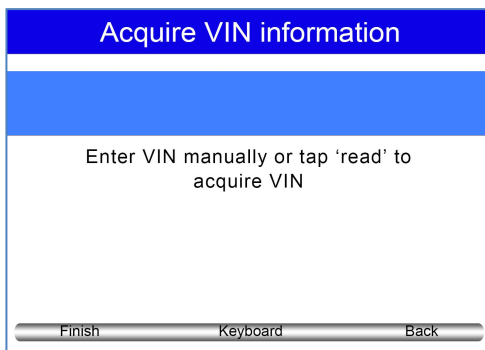 Acquire VIN information
Enter VIN manually or tap ‘read’ to
acquire VIN
Finish Keyboard Back